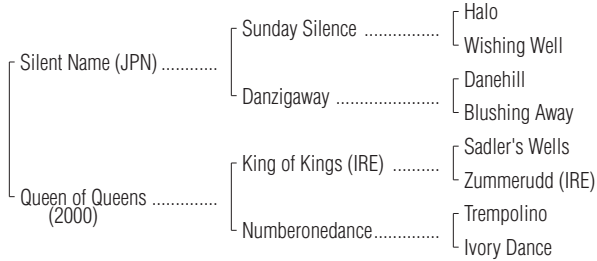 Halo
Sunday Silence ................
Wishing Well
Silent Name (JPN) ............
Danehill
Danzigaway ......................
Blushing Away
Sadler's Wells
King of Kings (IRE) ..........
Zummerudd (IRE)
Queen of Queens ..............
(2000)
Trempolino
Numberonedance..............
Ivory Dance